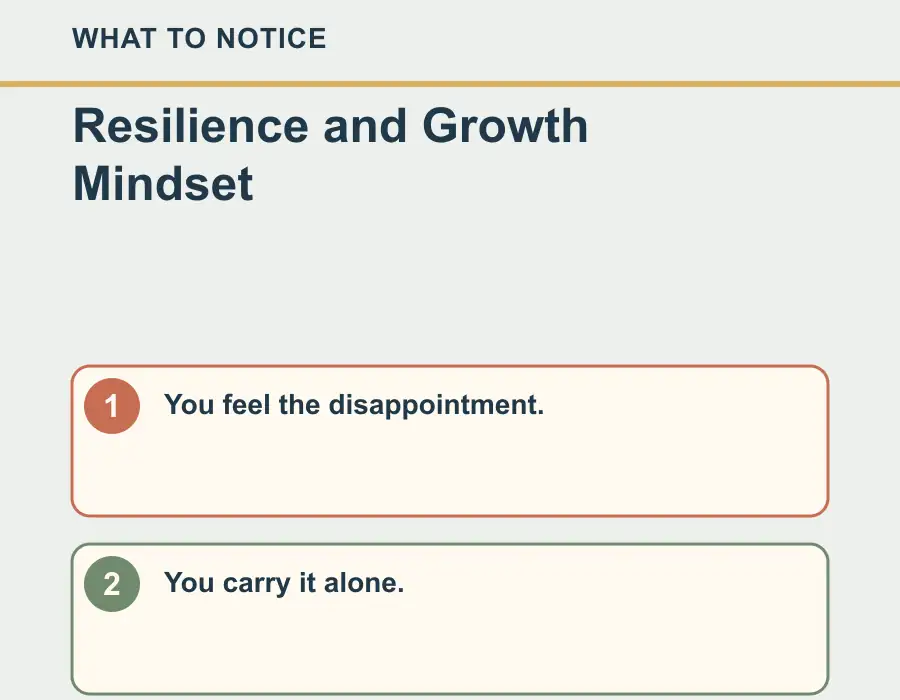 WHAT TO NOTICE
Resilience and Growth
Mindset
1
You feel the disappointment.
2
You carry it alone.